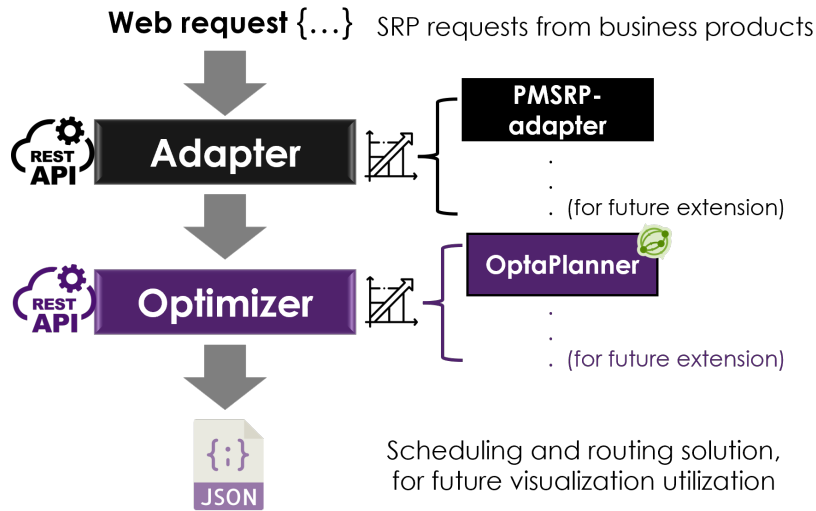 Web request {...} SRP requests from business products
PMSRP-
adapter
REST
API
Adapter
.
.
. (for future extension)
OptaPlanner
REST
API
Optimizer
.
.
. (for future extension)
{;}
JSON
Scheduling and routing solution,
for future visualization utilization